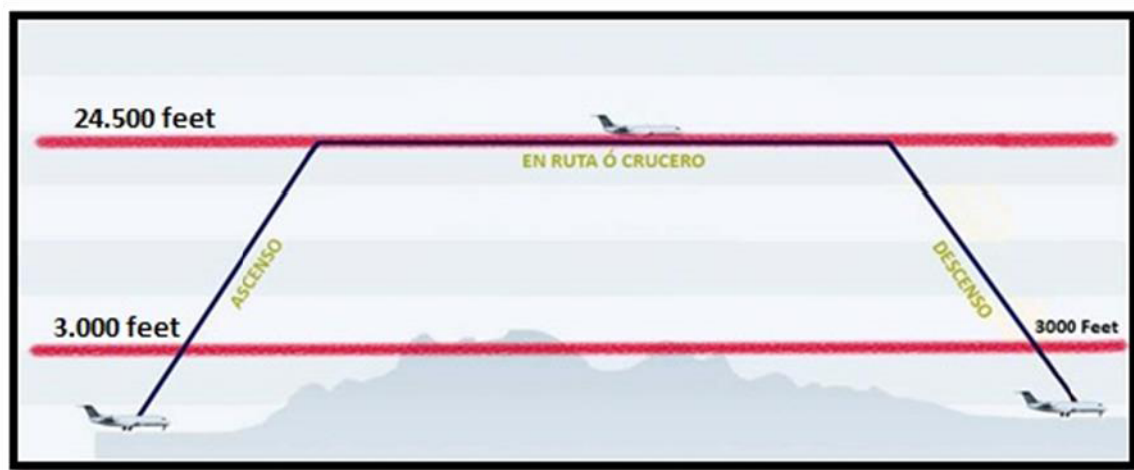 24.500 feet
EN RUTA Ó CRUCERO
ASCENSO
DESCENSO
3.000 feet
3000 Feet